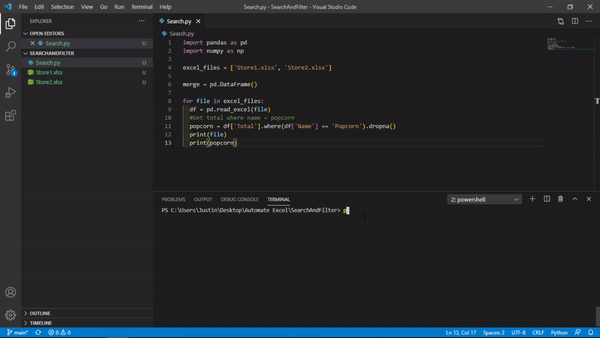 File Edit Selection View Go Run Terminal Help
Search.py - SearchAndFilter - Visual Studio Code
EXPLORER
OPEN EDITORS
Search.py U
SEARCHANDFILTER
Search.py U
Store1.xlsx U
Store2.xlsx U
OUTLINE
TIMELINE
Search.py
Search.py
1 import pandas as pd
2 import numpy as np
3
4 excel_files = ['Store1.xlsx', 'Store2.xlsx']
5
6 merge = pd.DataFrame()
7
8 for file in excel_files:
9 df = pd.read_excel(file)
10 #Get total where name = popcorn
11 popcorn = df['Total'].where(df['Name'] == 'Popcorn').dropna()
12 print(file)
13 print(popcorn)
PROBLEMS OUTPUT DEBUG CONSOLE TERMINAL
2: powershell
PS C:\Users\Justin\Desktop\Automate Excel\SearchAndFilter> p
main* 0 0
Ln 13, Col 17 Spaces: 2 UTF-8 CRLF Python